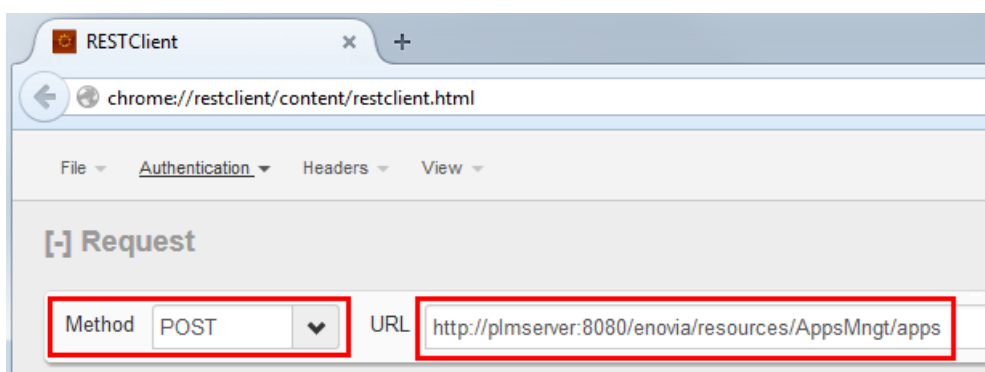 RESTClient
chrome://restclient/content/restclient.html
File Authentication Headers View
[-] Request
Method POST URL http://plmserver:8080/enovia/resources/AppsMngt/apps